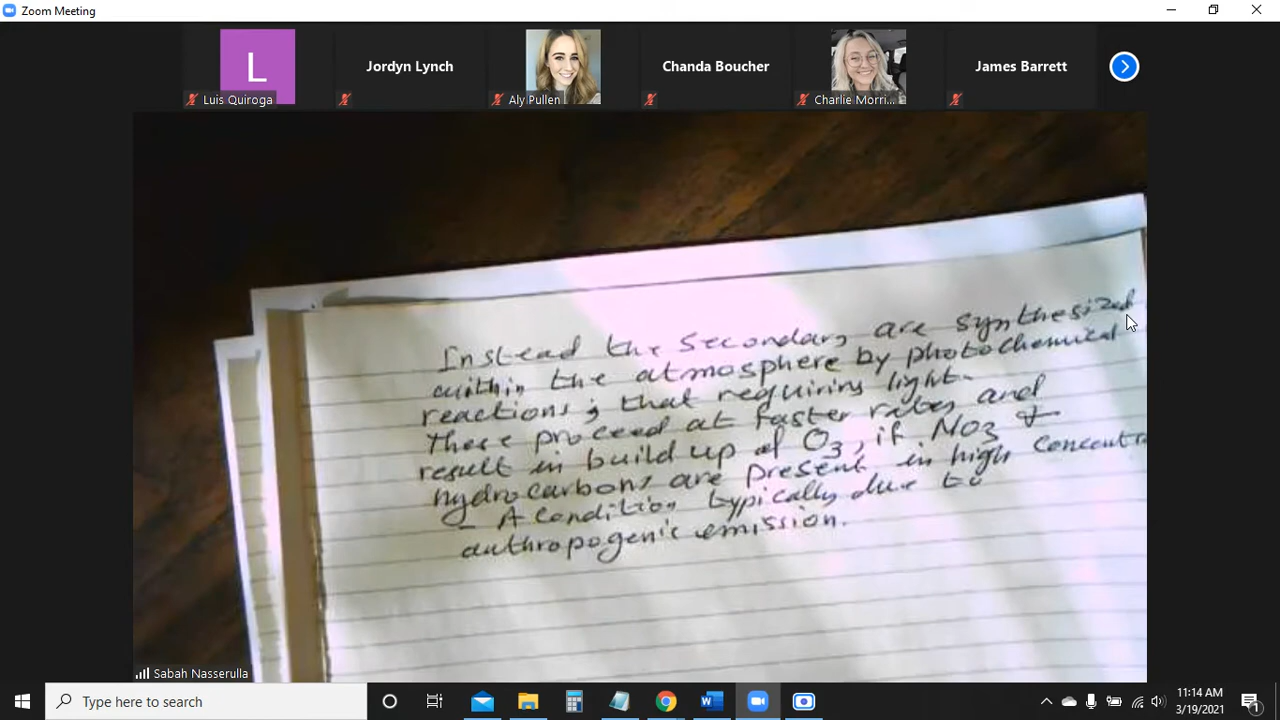 Zoom Meeting
L
Luis Quiroga
Jordyn Lynch
Aly Pullen
Chanda Boucher
Charlie Morri...
James Barrett
Instead the Secondary are synthesized
within the atmosphere by photochemical
reactions; that requiring light.
These proceed at faster rates and
result in build up of O3, if NO3 &
hydrocarbons are present in high concentra
- A condition typically due to
anthropogenic emission.
Sabah Nasserulla
Type here to search
W
11:14 AM
3/19/2021
1